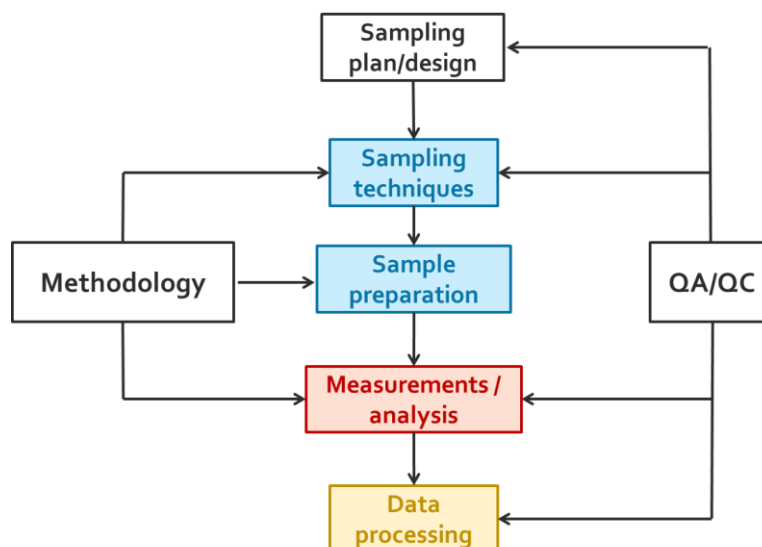 Sampling
plan/design
Sampling
techniques
Methodology
Sample
preparation
QA/QC
Measurements /
analysis
Data
processing